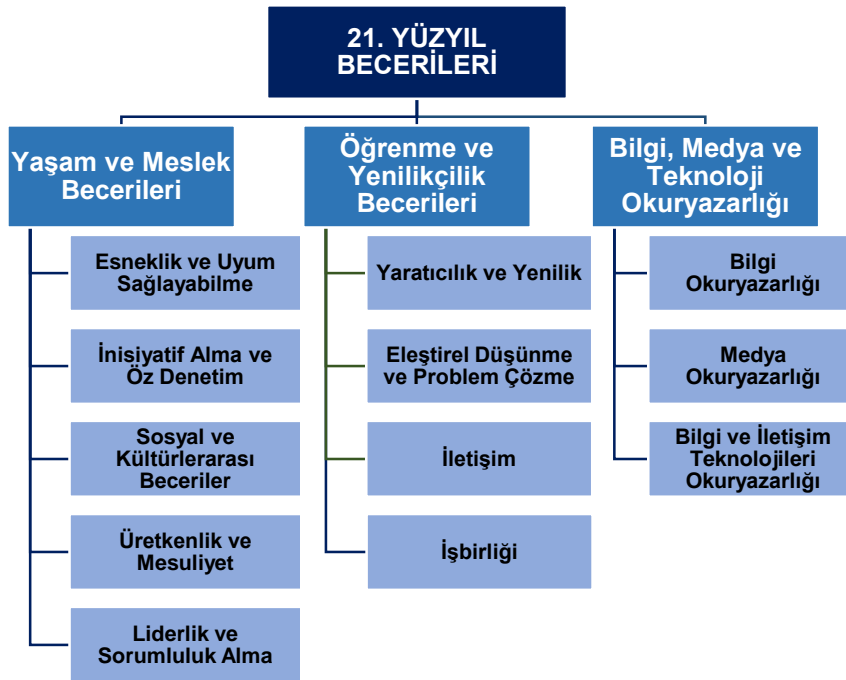 21. YÜZYIL
BECERİLERİ
Yaşam ve Meslek
Becerileri
Esneklik ve Uyum
Sağlayabilme
İnisiyatif Alma ve
Öz Denetim
Sosyal ve
Kültürlerarası
Beceriler
Üretkenlik ve
Mesuliyet
Liderlik ve
Sorumluluk Alma
Öğrenme ve
Yenilikçilik
Becerileri
Yaratıcılık ve Yenilik
Eleştirel Düşünme
ve Problem Çözme
İletişim
İşbirliği
Bilgi, Medya ve
Teknoloji
Okuryazarlığı
Bilgi
Okuryazarlığı
Medya
Okuryazarlığı
Bilgi ve İletişim
Teknolojileri
Okuryazarlığı